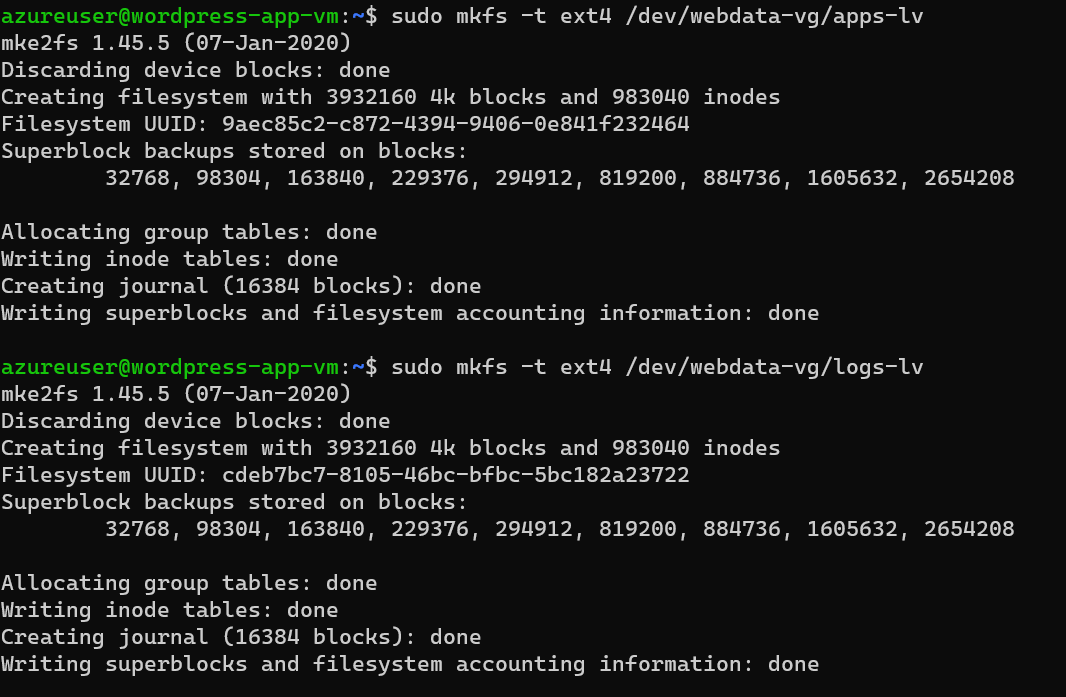 azureuser@wordpress-app-vm:~$ sudo mkfs -t ext4 /dev/webdata-vg/apps-lv
mke2fs 1.45.5 (07-Jan-2020)
Discarding device blocks: done
Creating filesystem with 3932160 4k blocks and 983040 inodes
Filesystem UUID: 9aec85c2-c872-4394-9406-0e841f232464
Superblock backups stored on blocks:
        32768, 98304, 163840, 229376, 294912, 819200, 884736, 1605632, 2654208

Allocating group tables: done
Writing inode tables: done
Creating journal (16384 blocks): done
Writing superblocks and filesystem accounting information: done

azureuser@wordpress-app-vm:~$ sudo mkfs -t ext4 /dev/webdata-vg/logs-lv
mke2fs 1.45.5 (07-Jan-2020)
Discarding device blocks: done
Creating filesystem with 3932160 4k blocks and 983040 inodes
Filesystem UUID: cdeb7bc7-8105-46bc-bfbc-5bc182a23722
Superblock backups stored on blocks:
        32768, 98304, 163840, 229376, 294912, 819200, 884736, 1605632, 2654208

Allocating group tables: done
Writing inode tables: done
Creating journal (16384 blocks): done
Writing superblocks and filesystem accounting information: done